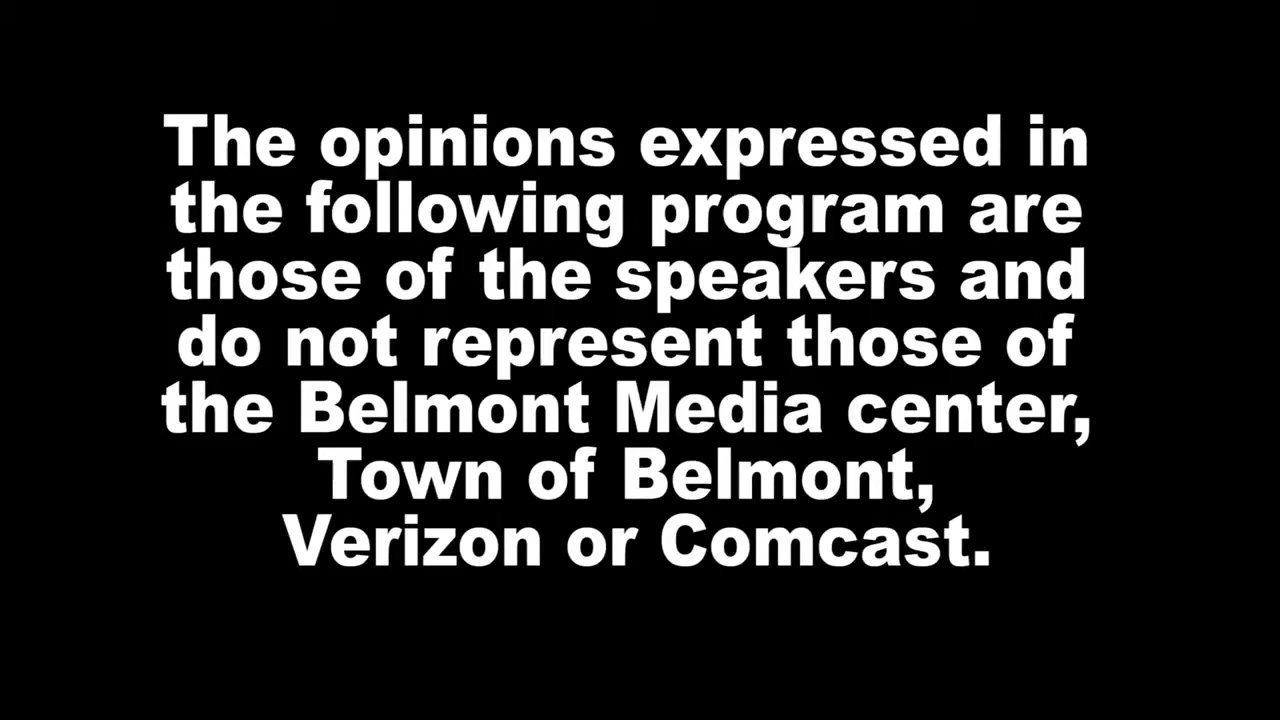 The opinions expressed in
the following program are
those of the speakers and
do not represent those of
the Belmont Media center,
Town of Belmont,
Verizon or Comcast.